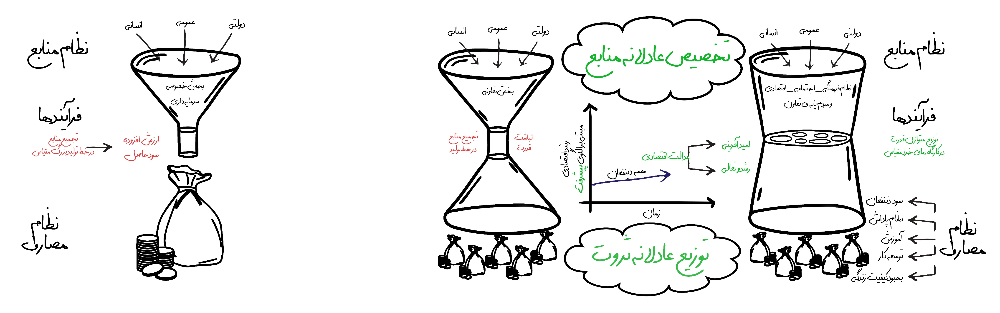 دولتی
عمومی
انسانی
نظام منابع
نظام فرهنگی_اجتماعی_اقتصادی
و مردم پایه‌ی تعاون
فرآیندها
توزیع متوازن قدرت
در کارگاه های خرد مقیاس
نظام
مصارف
سود ذینفعان
نظام پاداش
آموزش
توسعه کار
بهبود کیفیت زندگی
تخصیص عادلانه منابع
رشد اقتصادی
مبتنی بر الگوی پیشرفت
همه ذینفعان
عدالت اقتصادی
امیدآفرینی
رشد و تعالی
زمان
توزیع عادلانه ثروت
دولتی
عمومی
انسانی
بخش تعاونی
انباشت
قدرت
تجمیع منابع
در خط تولید
دولتی
عمومی
انسانی
نظام منابع
بخش خصوصی
سرمایه داری
فرآیندها
تجمیع منابع
در خط تولید بزرگ مقیاس
ارزش افزوده
سود حاصل
نظام
مصارف